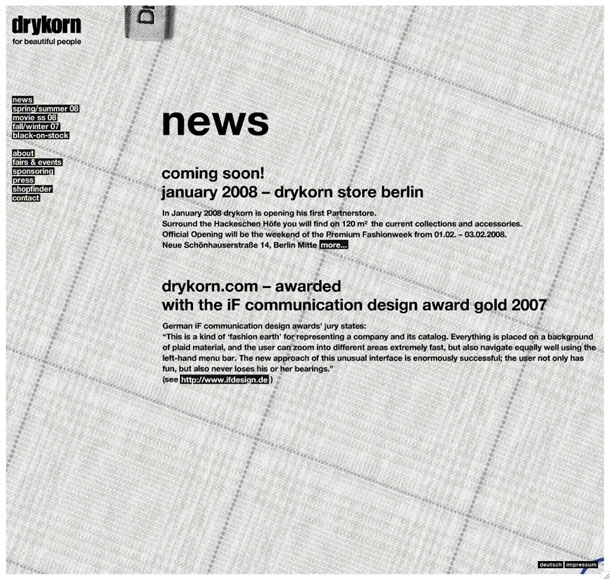 drykorn
for beautiful people
Dr
news
spring/summer 08
movie ss 08
fall/winter 07
black-on-stock
about
fairs & events
sponsoring
press
shopfinder
contact
news
coming soon!
january 2008 – drykorn store berlin
In January 2008 drykorn is opening his first Partnerstore.
Surround the Hackeschen Höfe you will find on 120 m² the current collections and accessories.
Official Opening will be the weekend of the Premium Fashionweek from 01.02. – 03.02.2008.
Neue Schönhauserstraße 14, Berlin Mitte more...
drykorn.com – awarded
with the iF communication design award gold 2007
German iF communication design awards' jury states:
“This is a kind of ‘fashion earth’ for representing a company and its catalog. Everything is placed on a background
of plaid material, and the user can zoom into different areas extremely fast, but also navigate equally well using the
left-hand menu bar. The new approach of this unusual interface is enormously successful; the user not only has
fun, but also never loses his or her bearings.”
(see http://www.ifdesign.de)
deutsch impressum